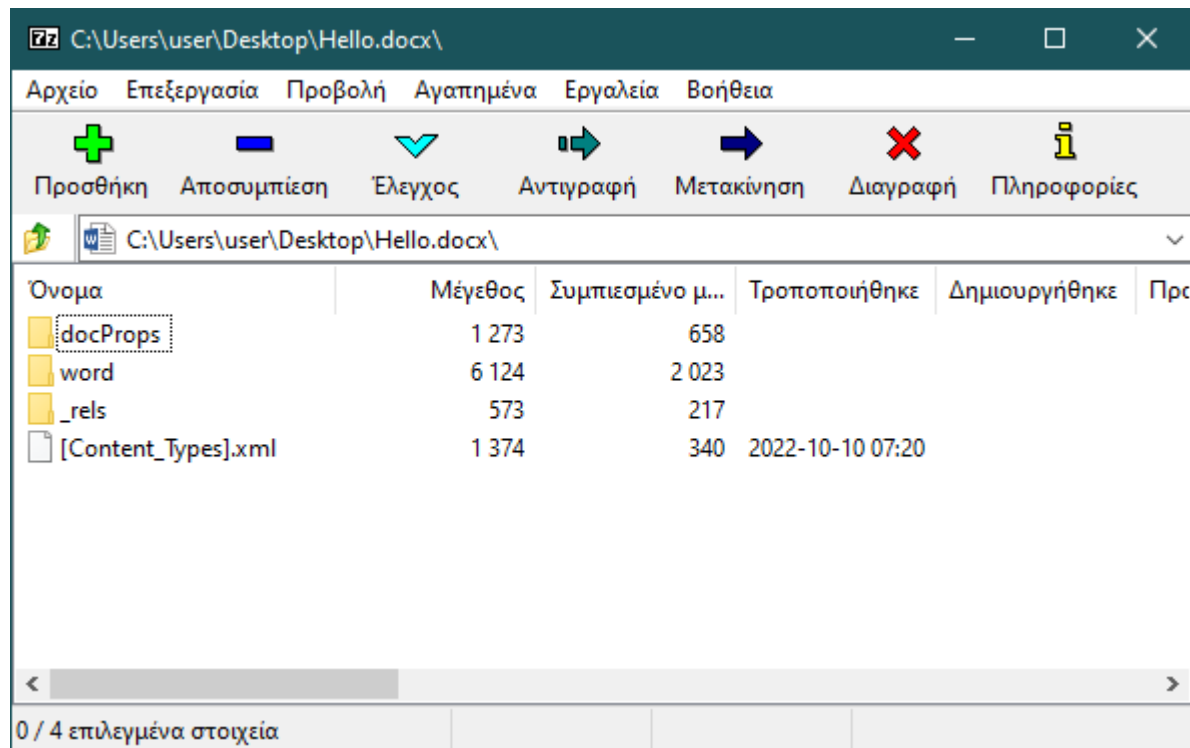 7z C:\Users\user\Desktop\Hello.docx\
Αρχείο Επεξεργασία Προβολή Αγαπημένα Εργαλεία Βοήθεια
Προσθήκη Αποσυμπίεση Έλεγχος Αντιγραφή Μετακίνηση Διαγραφή Πληροφορίες
C:\Users\user\Desktop\Hello.docx\
Όνομα Μέγεθος Συμπιεσμένο μ... Τροποποιήθηκε Δημιουργήθηκε Προ
docProps 1 273 658
word 6 124 2 023
_rels 573 217
[Content_Types].xml 1 374 340 2022-10-10 07:20
0 / 4 επιλεγμένα στοιχεία